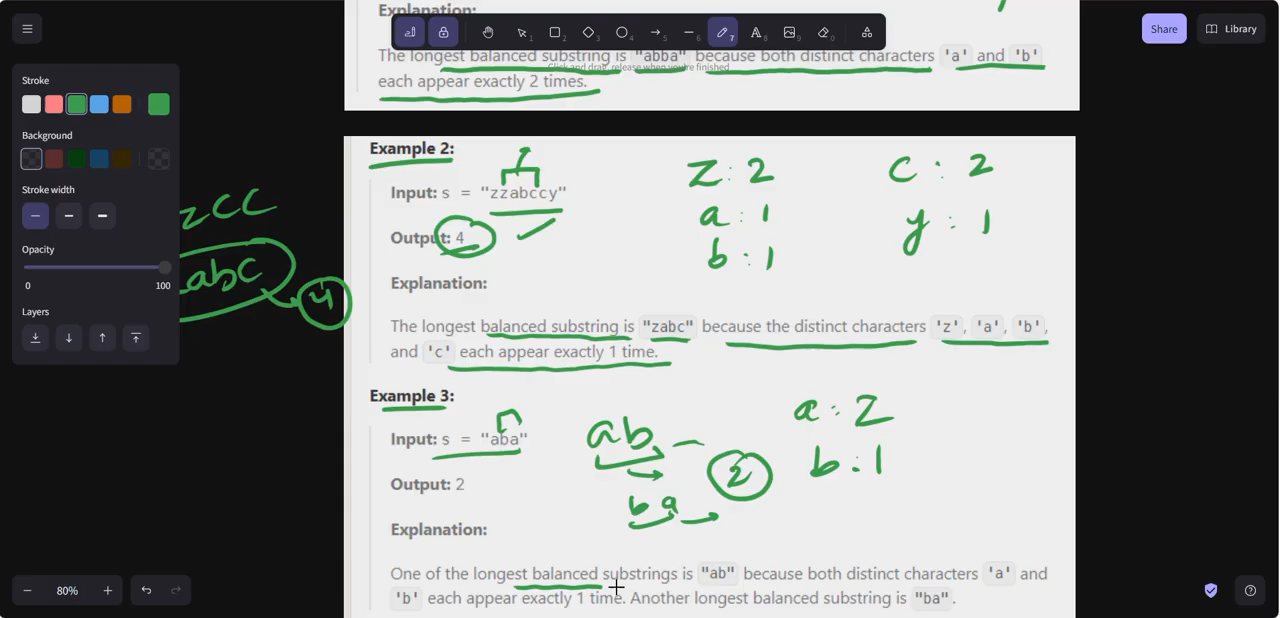 Explanation:
Share
Library
0
The longest balanced substring is "abba" because both distinct characters 'a' and 'b'
Click and drag, release when you're finished
each appear exactly 2 times.
Stroke
Background
Stroke width
Opacity
0 100
Layers
zcc
abc
4
Example 2:
Input: s = "zzabccy"
z : 2
a : 1
b : 1
c : 2
y : 1
Output: 4
Explanation:
The longest balanced substring is "zabc" because the distinct characters 'z', 'a', 'b',
and 'c' each appear exactly 1 time.
Example 3:
Input: s = "aba"
ab
ba
2
a : 2
b : 1
Output: 2
Explanation:
One of the longest balanced substrings is "ab" because both distinct characters 'a' and
'b' each appear exactly 1 time. Another longest balanced substring is "ba".
80%